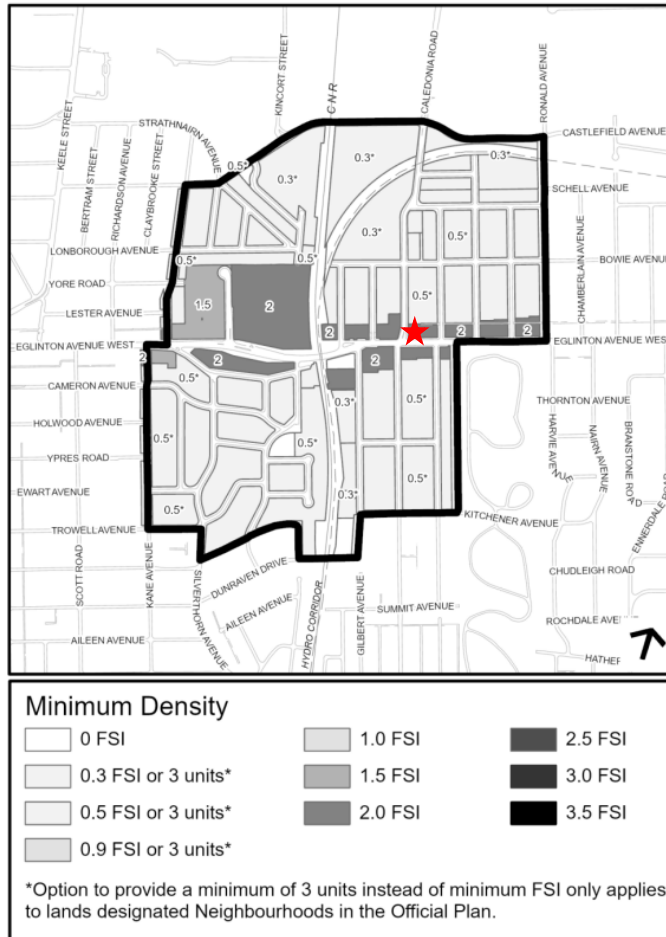 KEELE STREET
BERTRAM STREET
RICHARDSON AVENUE
CLAYBROOKE STREET
STRATHNAIRN AVENUE
KINCORT STREET
CNR
CALEDONIA ROAD
RONALD AVENUE
CASTLEFIELD AVENUE
0.5*
0.3*
0.3*
SCHELL AVENUE
0.3*
0.5*
LONBOROUGH AVENUE
0.5*
0.5*
BOWIE AVENUE
CHAMBERLAIN AVENUE
YORE ROAD
1.5
2
0.5*
LESTER AVENUE
2
2
2
2
EGLINTON AVENUE WEST
EGLINTON AVENUE WES
2
2
2
CAMERON AVENUE
0.5*
0.5*
0.3*
THORNTON AVENUE
HOLWOOD AVENUE
HARVIE AVENUE
NAIRN AVENUE
BRANSTONE ROAD
0.5*
0.5*
YPRES ROAD
EWART AVENUE
0.3*
0.5*
0.5*
ENNERDALE ROAD
KITCHENER AVENUE
TROWELL AVENUE
SCOTT ROAD
KANE AVENUE
SILVERTHORN AVENUE
DUNRAVEN DRIVE
CHUDLEIGH ROAD
AILEEN AVENUE
HYDRO CORRIDOR
GILBERT AVENUE
SUMMIT AVENUE
ROCHDALE AVE
AILEEN AVENUE
HATHER
Minimum Density
0 FSI
1.0 FSI
2.5 FSI
0.3 FSI or 3 units*
1.5 FSI
3.0 FSI
0.5 FSI or 3 units*
2.0 FSI
3.5 FSI
0.9 FSI or 3 units*
*Option to provide a minimum of 3 units instead of minimum FSI only applies
to lands designated Neighbourhoods in the Official Plan.